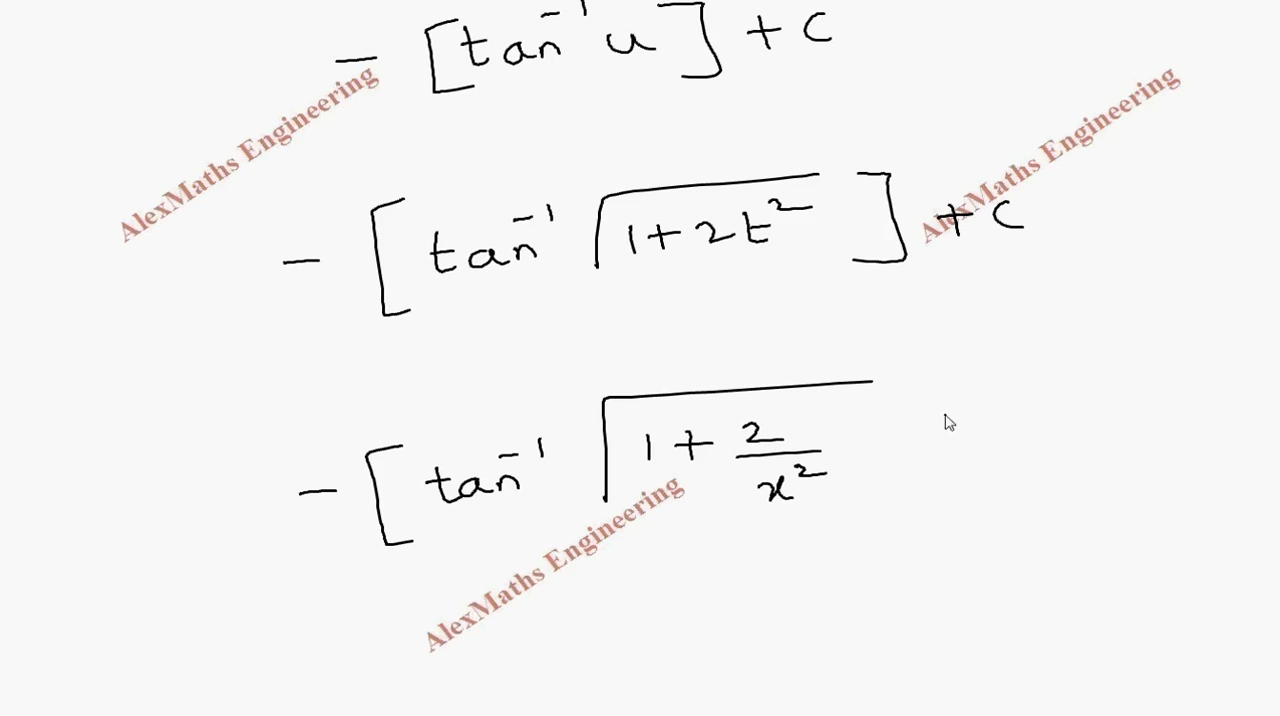 - [tan⁻¹ u] + c
AlexMaths Engineering
AlexMaths Engineering
- [tan⁻¹ √(1+2t²)] + c
- [tan⁻¹ √(1 + 2/x²)
AlexMaths Engineering